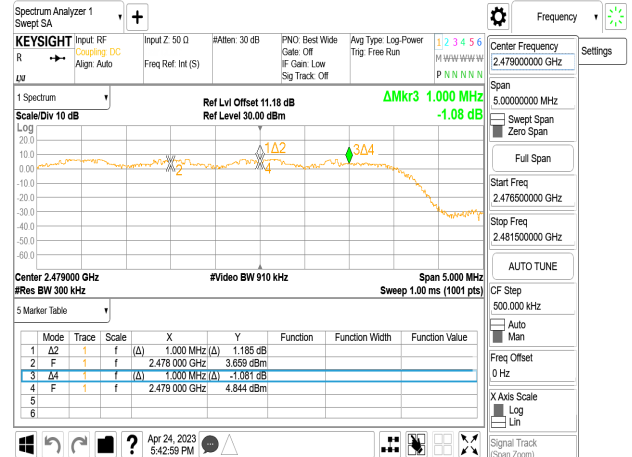 Spectrum Analyzer 1
Swept SA
Frequency
KEYSIGHT Input: RF Input Z: 50 Ω #Atten: 30 dB PNO: Best Wide Avg Type: Log-Power 1 2 3 4 5 6
R Coupling: DC Gate: Off Trig: Free Run M W W W W W
Align: Auto Freq Ref: Int (S) IF Gain: Low
Sig Track: Off P N N N N N
Center Frequency
2.479000000 GHz
Settings
Span
5.00000000 MHz
Swept Span
Zero Span
Full Span
Start Freq
2.476500000 GHz
Stop Freq
2.481500000 GHz
AUTO TUNE
CF Step
500.000 kHz
Auto
Man
Freq Offset
0 Hz
X Axis Scale
Log
Lin
Signal Track
(Span Zoom)
1 Spectrum
Ref Lvl Offset 11.18 dB ΔMkr3 1.000 MHz
Scale/Div 10 dB Ref Level 30.00 dBm -1.08 dB
Log
20.0
10.0
0.00
-10.0
-20.0
-30.0
-40.0
-50.0
-60.0
1Δ2
2
3Δ4
4
Center 2.479000 GHz #Video BW 910 kHz Span 5.000 MHz
#Res BW 300 kHz Sweep 1.00 ms (1001 pts)
5 Marker Table
Mode Trace Scale X Y Function Function Width Function Value
1 Δ2 1 f (Δ) 1.000 MHz (Δ) 1.185 dB
2 F 1 f 2.478 000 GHz 3.659 dBm
3 Δ4 1 f (Δ) 1.000 MHz (Δ) -1.081 dB
4 F 1 f 2.479 000 GHz 4.844 dBm
5
6
Apr 24, 2023
5:42:59 PM